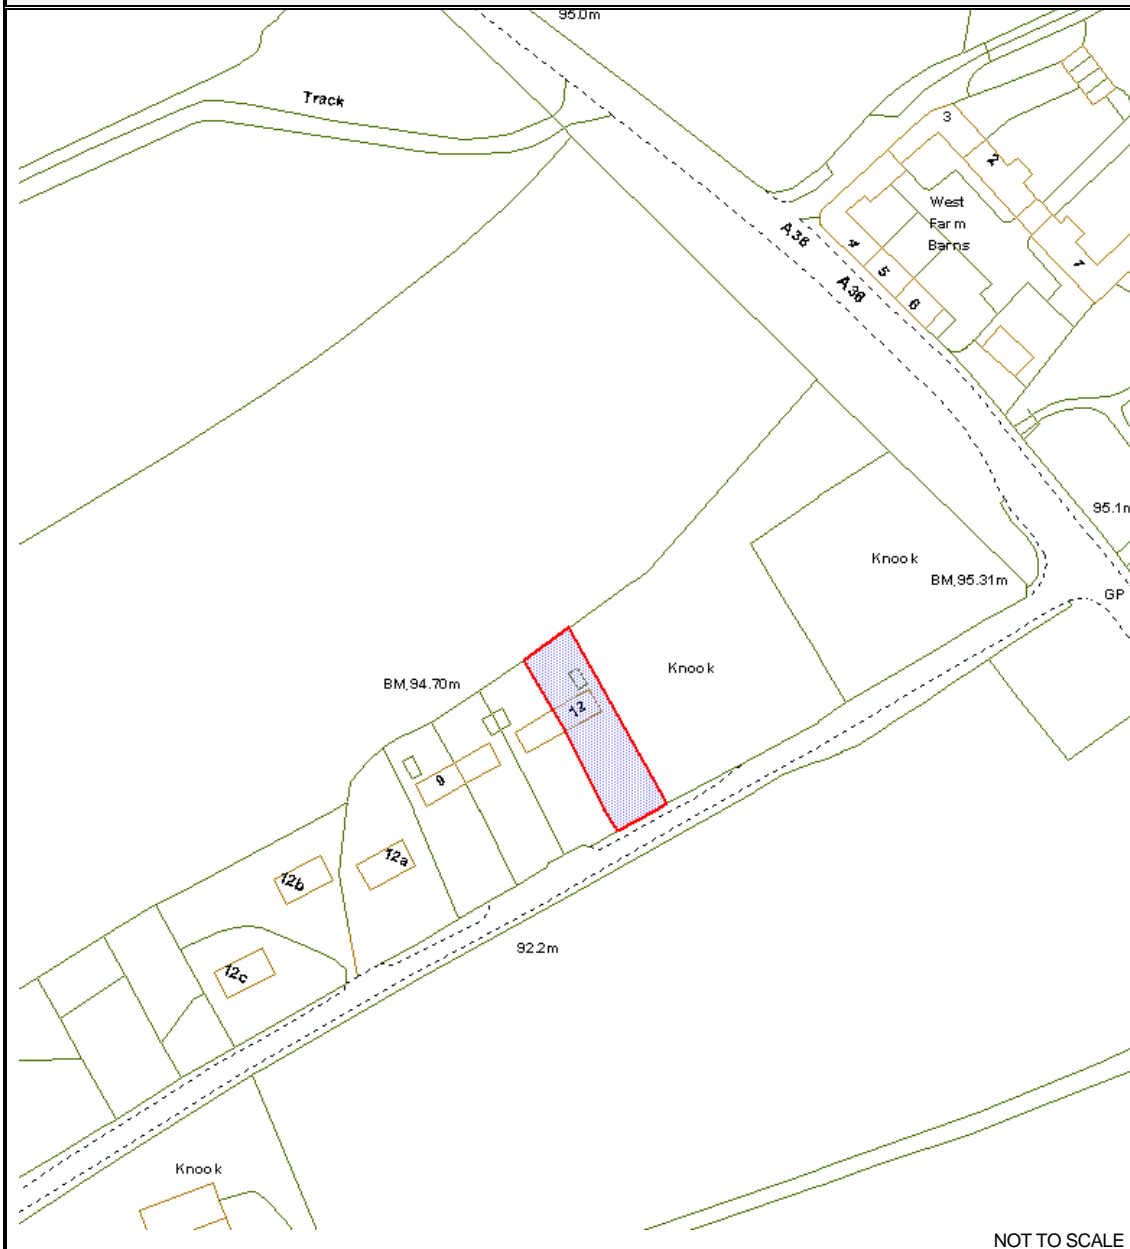 95.0m
Track
3
2
West
Farm
Barns
A36
4
5
1
A36
6
95.1m
Knook
BM 95.31m
GP
Knook
BM 94.70m
12
9
12a
12b
92.2m
12c
Knook
NOT TO SCALE